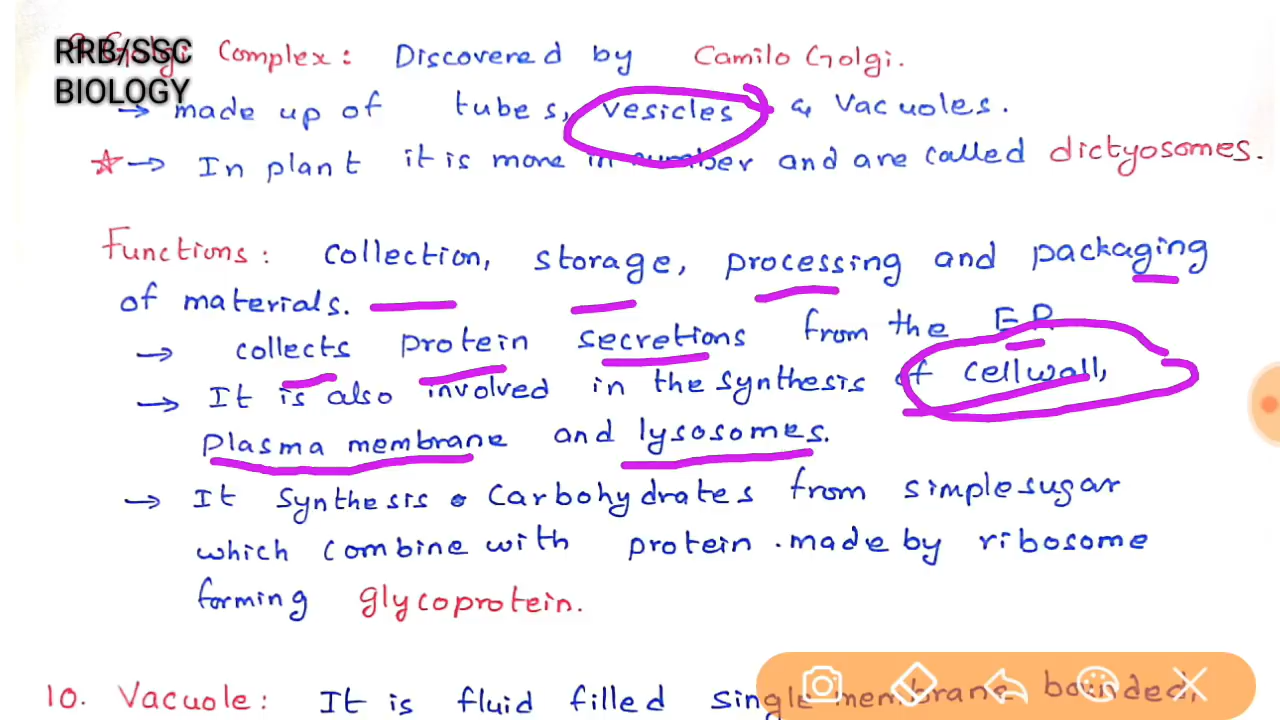 RRB/SSC
BIOLOGY
Golgi Complex: Discovered by Camilo Golgi.
→ made up of tubes, vesicles & Vacuoles.
☆→ In plant it is more in number and are called dictyosomes.
Functions: collection, storage, processing and packaging
of materials.
→ collects protein secretions from the ER
→ It is also involved in the synthesis of cellwall,
Plasma membrane and lysosomes.
→ It Synthesis Carbohydrates from simple sugar
which combine with protein made by ribosome
forming glycoprotein.
10. Vacuole: It is fluid filled single membrane bounded,